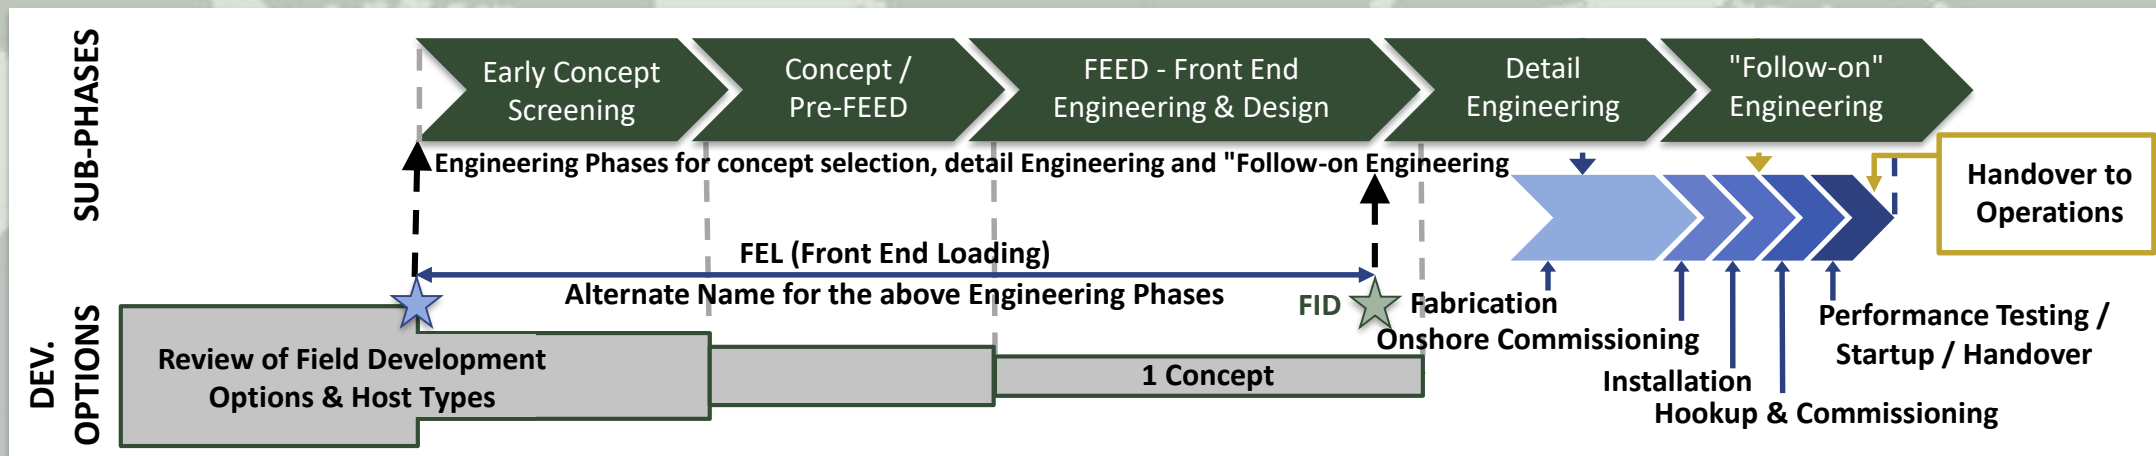 SUB-PHASES
Early Concept
Screening
Concept /
Pre-FEED
FEED - Front End
Engineering & Design
Detail
Engineering
"Follow-on"
Engineering
Engineering Phases for concept selection, detail Engineering and "Follow-on Engineering
Handover to
Operations
FEL (Front End Loading)
Alternate Name for the above Engineering Phases
FID
Fabrication
Onshore Commissioning
Installation
Hookup & Commissioning
Performance Testing /
Startup / Handover
DEV.
OPTIONS
Review of Field Development
Options & Host Types
1 Concept